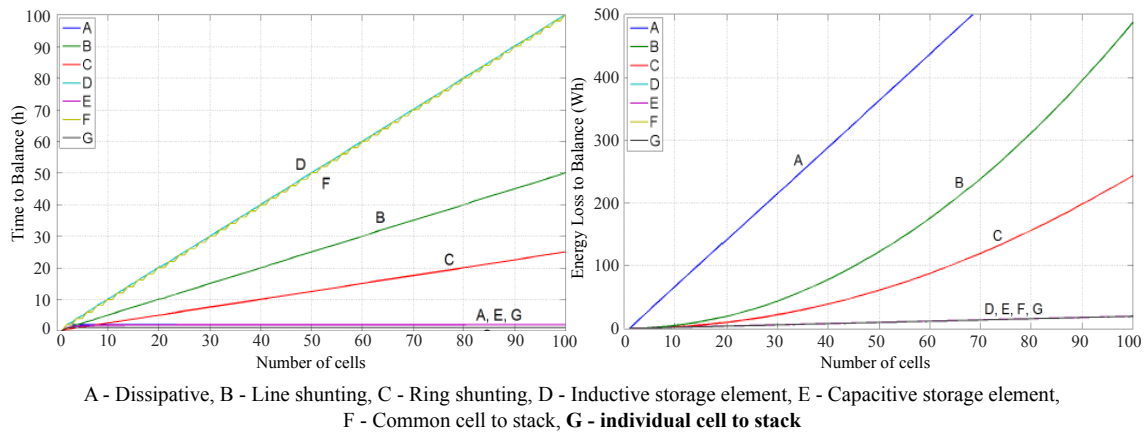 100
90
80
70
60
50
40
30
20
10
0
Time to Balance (h)
A
B
C
D
E
F
G
D
F
B
C
A, E, G
0 10 20 30 40 50 60 70 80 90 100
Number of cells
500
400
300
200
100
0
Energy Loss to Balance (Wh)
A
B
C
D
E
F
G
A
B
C
D, E, F, G
0 10 20 30 40 50 60 70 80 90 100
Number of cells
A - Dissipative, B - Line shunting, C - Ring shunting, D - Inductive storage element, E - Capacitive storage element,
F - Common cell to stack, G - individual cell to stack